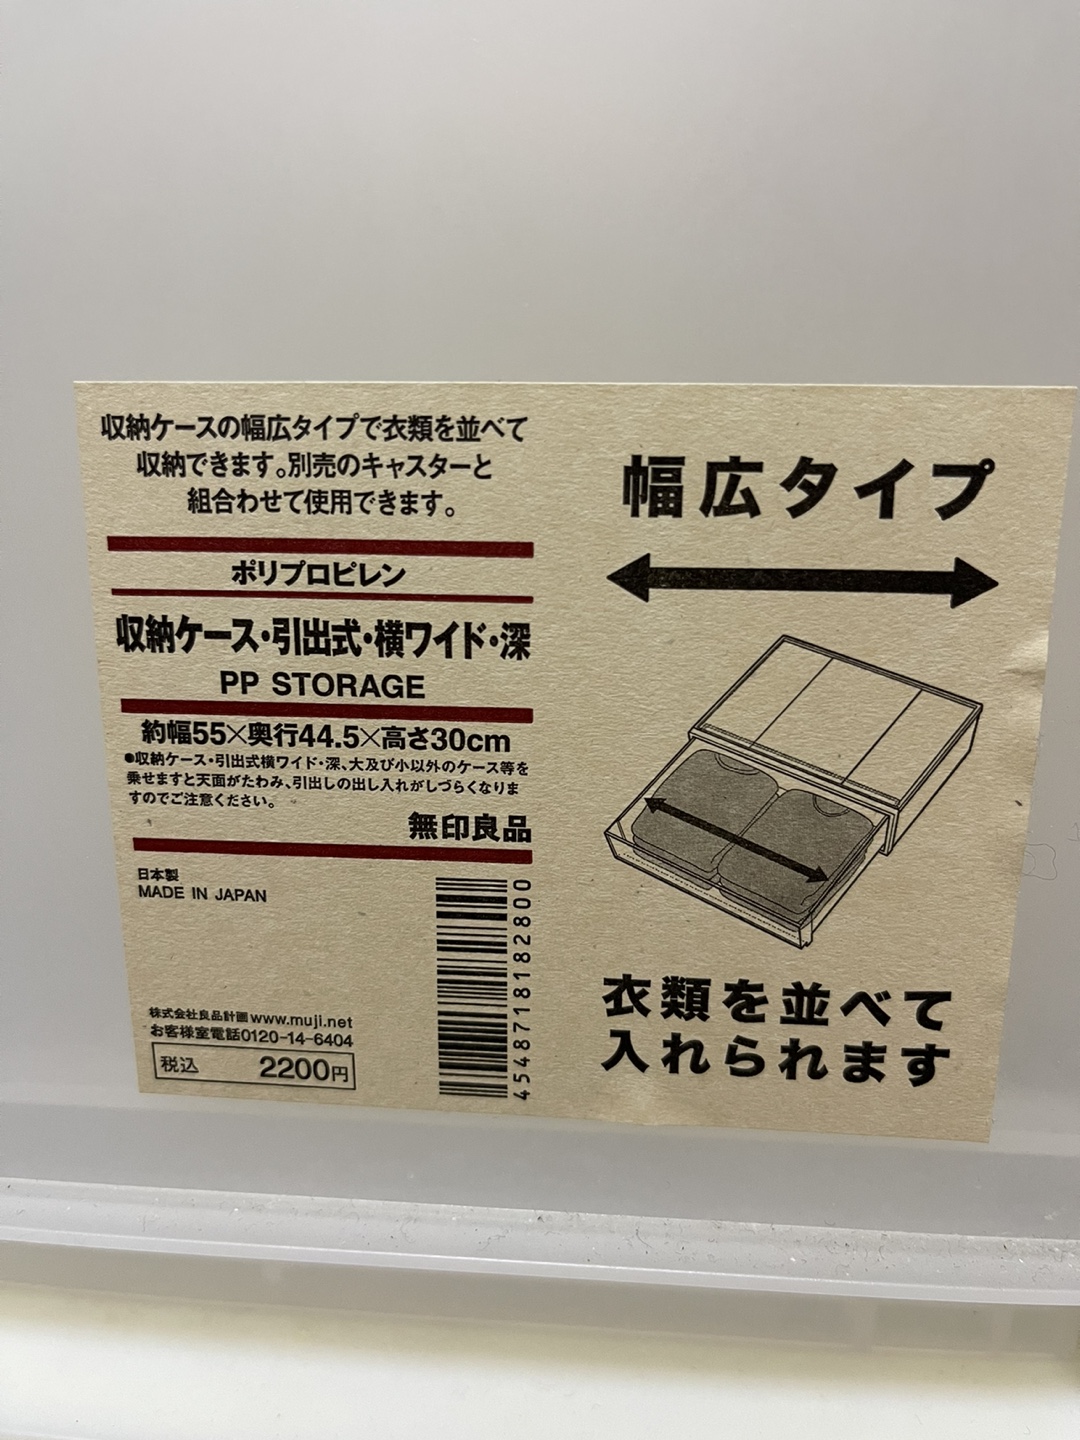 収納ケースの幅広タイプで衣類を並べて
収納できます。別売のキャスターと
組合わせて使用できます。
ポリプロピレン
収納ケース・引出式・横ワイド・深
PP STORAGE
約幅55×奥行44.5×高さ30cm
●収納ケース・引出式横ワイド・深、大及び小以外のケース等を
乗せますと天面がたわみ、引出しの出し入れがしづらくなりま
すのでご注意ください。
無印良品
日本製
MADE IN JAPAN
株式会社良品計画 www.muji.net
お客様室電話0120-14-6404
税込 2200円
4548718182800
幅広タイプ
衣類を並べて
入れられます